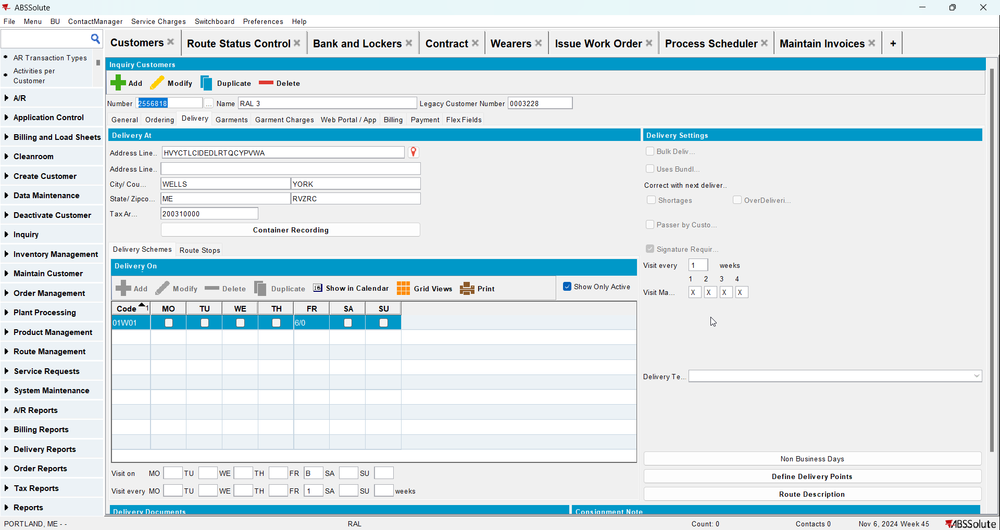 ABSSolute
File Menu BU ContactManager Service Charges Switchboard Preferences Help
Customers Route Status Control Bank and Lockers Contract Wearers Issue Work Order Process Scheduler Maintain Invoices +
AR Transaction Types
Activities per
Customer
A/R
Application Control
Billing and Load Sheets
Cleanroom
Create Customer
Data Maintenance
Deactivate Customer
Inquiry
Inventory Management
Maintain Customer
Order Management
Plant Processing
Product Management
Route Management
Service Requests
System Maintenance
A/R Reports
Billing Reports
Delivery Reports
Order Reports
Tax Reports
Reports
Inquiry Customers
Add Modify Duplicate Delete
Number 2556818 ... Name RAL 3 Legacy Customer Number 0003228
General Ordering Delivery Garments Garment Charges Web Portal / App Billing Payment Flex Fields
Delivery At
Address Line.. HVYCTLCIDEDLRTQCYPVWA
Address Line..
City/ Cou... WELLS YORK
State/ Zipco... ME RVZRC
Tax Ar... 200310000
Container Recording
Delivery Schemes Route Stops
Delivery On
Add Modify Delete Duplicate 16 Show in Calendar Grid Views Print Show Only Active
Code 1 MO TU WE TH FR SA SU
01W01 6/0
Visit on MO TU WE TH FR B SA SU
Visit every MO TU WE TH FR 1 SA SU weeks
Delivery Settings
Bulk Deliv...
Uses Bundl...
Correct with next deliver..
Shortages OverDeliveri...
Passer by Custo...
Signature Requir...
Visit every 1 weeks
1 2 3 4
Visit Ma... X X X X
Delivery Te...
Non Business Days
Define Delivery Points
Route Description
Delivery Documents Consignment Note
PORTLAND, ME - - RAL Count: 0 Contacts 0 Nov 6, 2024 Week 45 ABSSolute